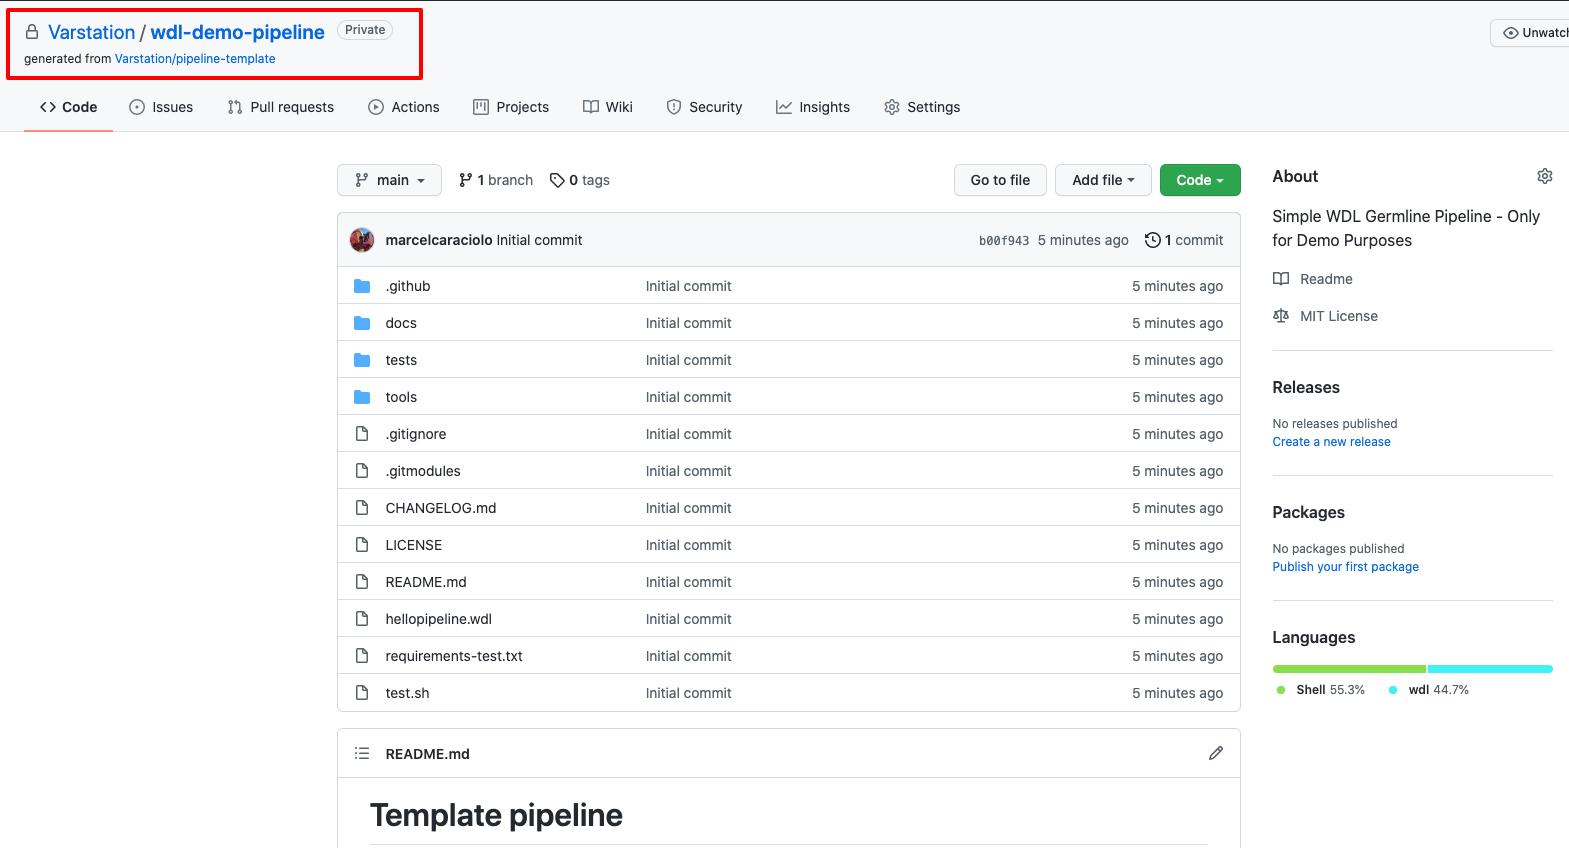 Varstation / wdl-demo-pipeline Private
generated from Varstation/pipeline-template
Unwatch
Code Issues Pull requests Actions Projects Wiki Security Insights Settings
main 1 branch 0 tags Go to file Add file Code
marcelcaraciolo Initial commit b00f943 5 minutes ago 1 commit
.github Initial commit 5 minutes ago
docs Initial commit 5 minutes ago
tests Initial commit 5 minutes ago
tools Initial commit 5 minutes ago
.gitignore Initial commit 5 minutes ago
.gitmodules Initial commit 5 minutes ago
CHANGELOG.md Initial commit 5 minutes ago
LICENSE Initial commit 5 minutes ago
README.md Initial commit 5 minutes ago
hellopipeline.wdl Initial commit 5 minutes ago
requirements-test.txt Initial commit 5 minutes ago
test.sh Initial commit 5 minutes ago
README.md
Template pipeline
About
Simple WDL Germline Pipeline - Only
for Demo Purposes
Readme
MIT License
Releases
No releases published
Create a new release
Packages
No packages published
Publish your first package
Languages
Shell 55.3% wdl 44.7%